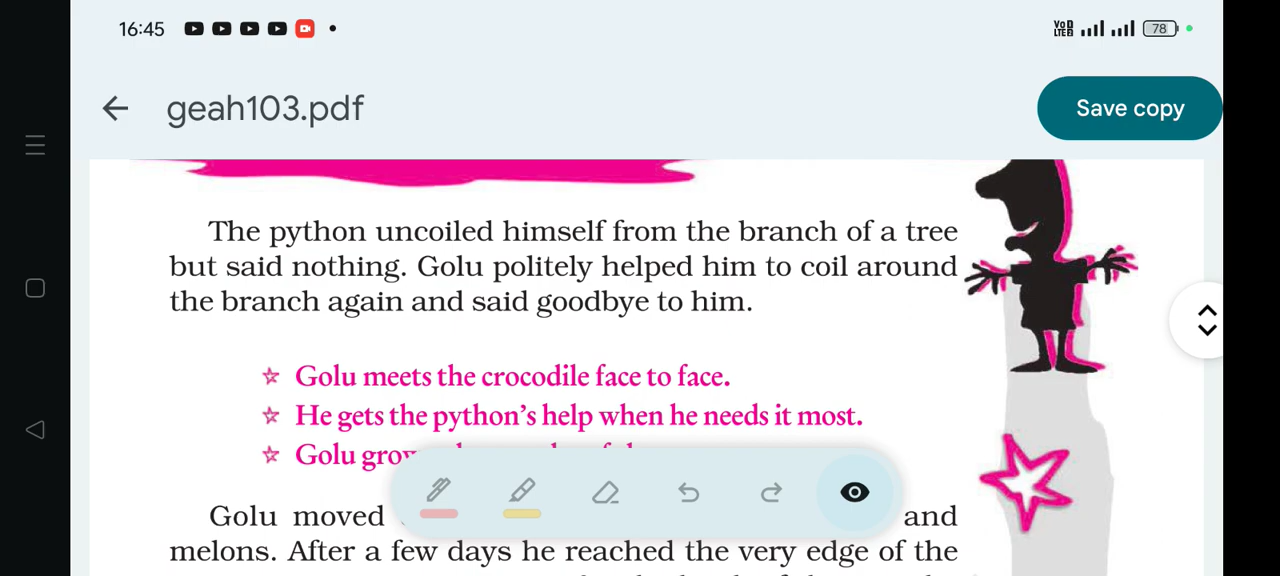 16:45
VoD LTE2 78
geah103.pdf
Save copy
The python uncoiled himself from the branch of a tree
but said nothing. Golu politely helped him to coil around
the branch again and said goodbye to him.
☆ Golu meets the crocodile face to face.
☆ He gets the python's help when he needs it most.
☆ Golu
Golu moved and
melons. After a few days he reached the very edge of the